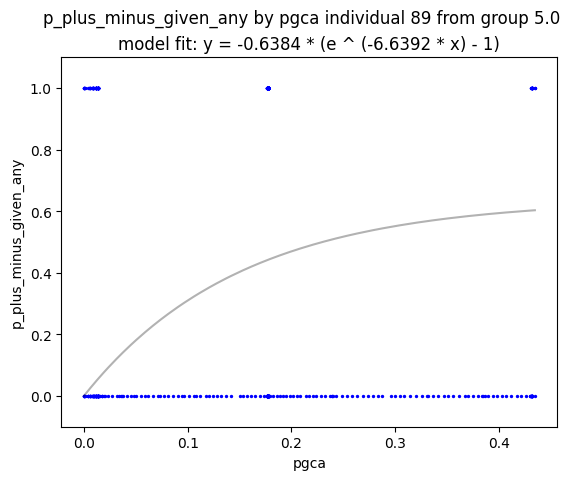 p_plus_minus_given_any by pgca individual 89 from group 5.0
model fit: y = -0.6384 * (e ^ (-6.6392 * x) - 1)
1.0
0.8
0.6
0.4
0.2
0.0
p_plus_minus_given_any
0.0 0.1 0.2 0.3 0.4
pgca